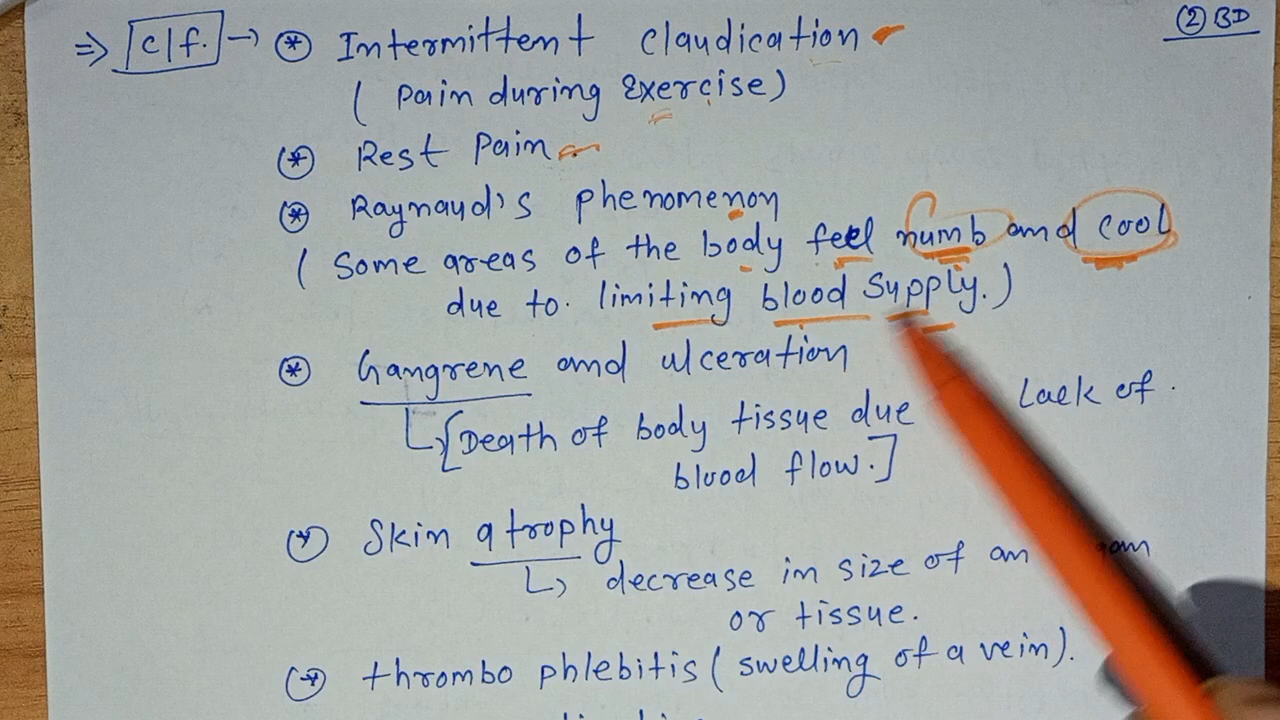 ② BD
⇒ c/f. → * Intermittent claudication
( pain during Exercise)
* Rest Pain
* Raynaud's phenomenon
( some areas of the body feel numb and cool
due to limiting blood supply.)
* Gangrene and ulceration
[Death of body tissue due Lack of
blood flow.]
* Skin atrophy
↳ decrease in size of an
or tissue.
* thrombo phlebitis ( swelling of a vein).